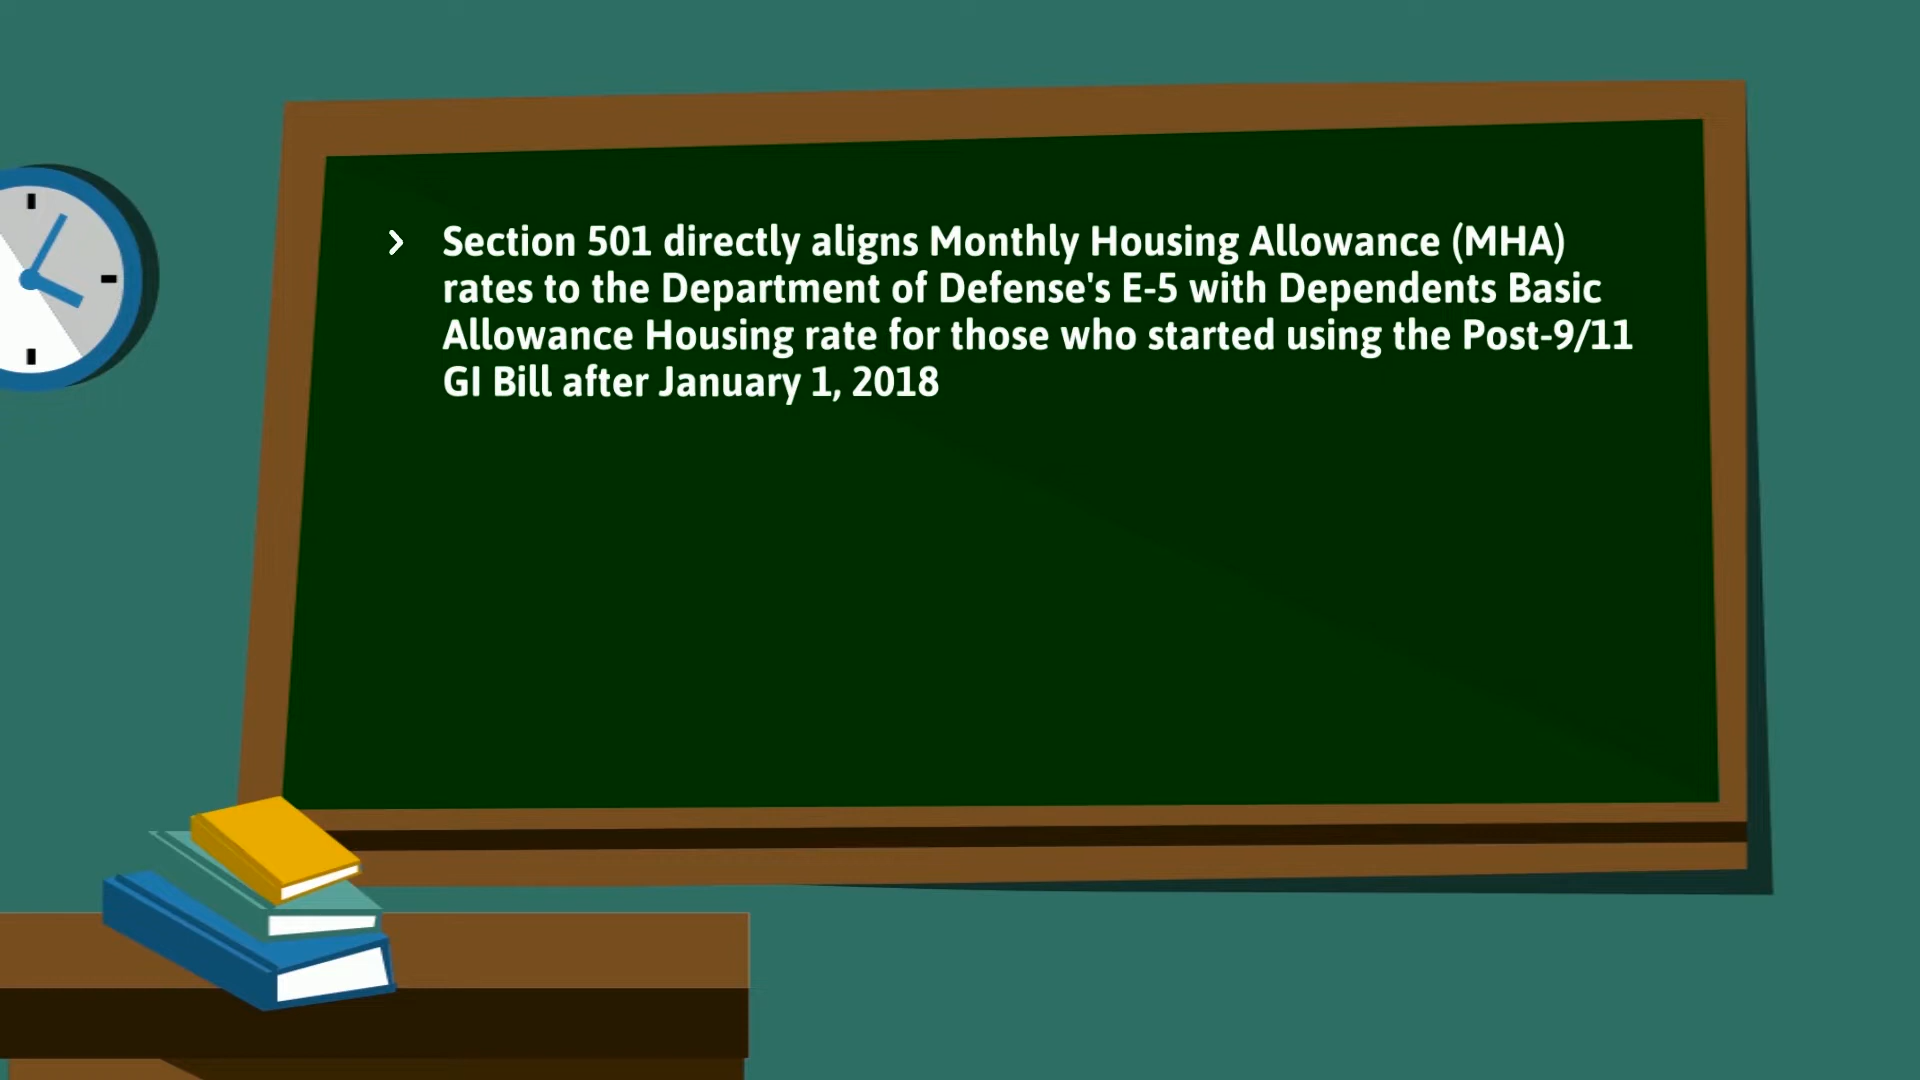 › Section 501 directly aligns Monthly Housing Allowance (MHA)
rates to the Department of Defense's E-5 with Dependents Basic
Allowance Housing rate for those who started using the Post-9/11
GI Bill after January 1, 2018